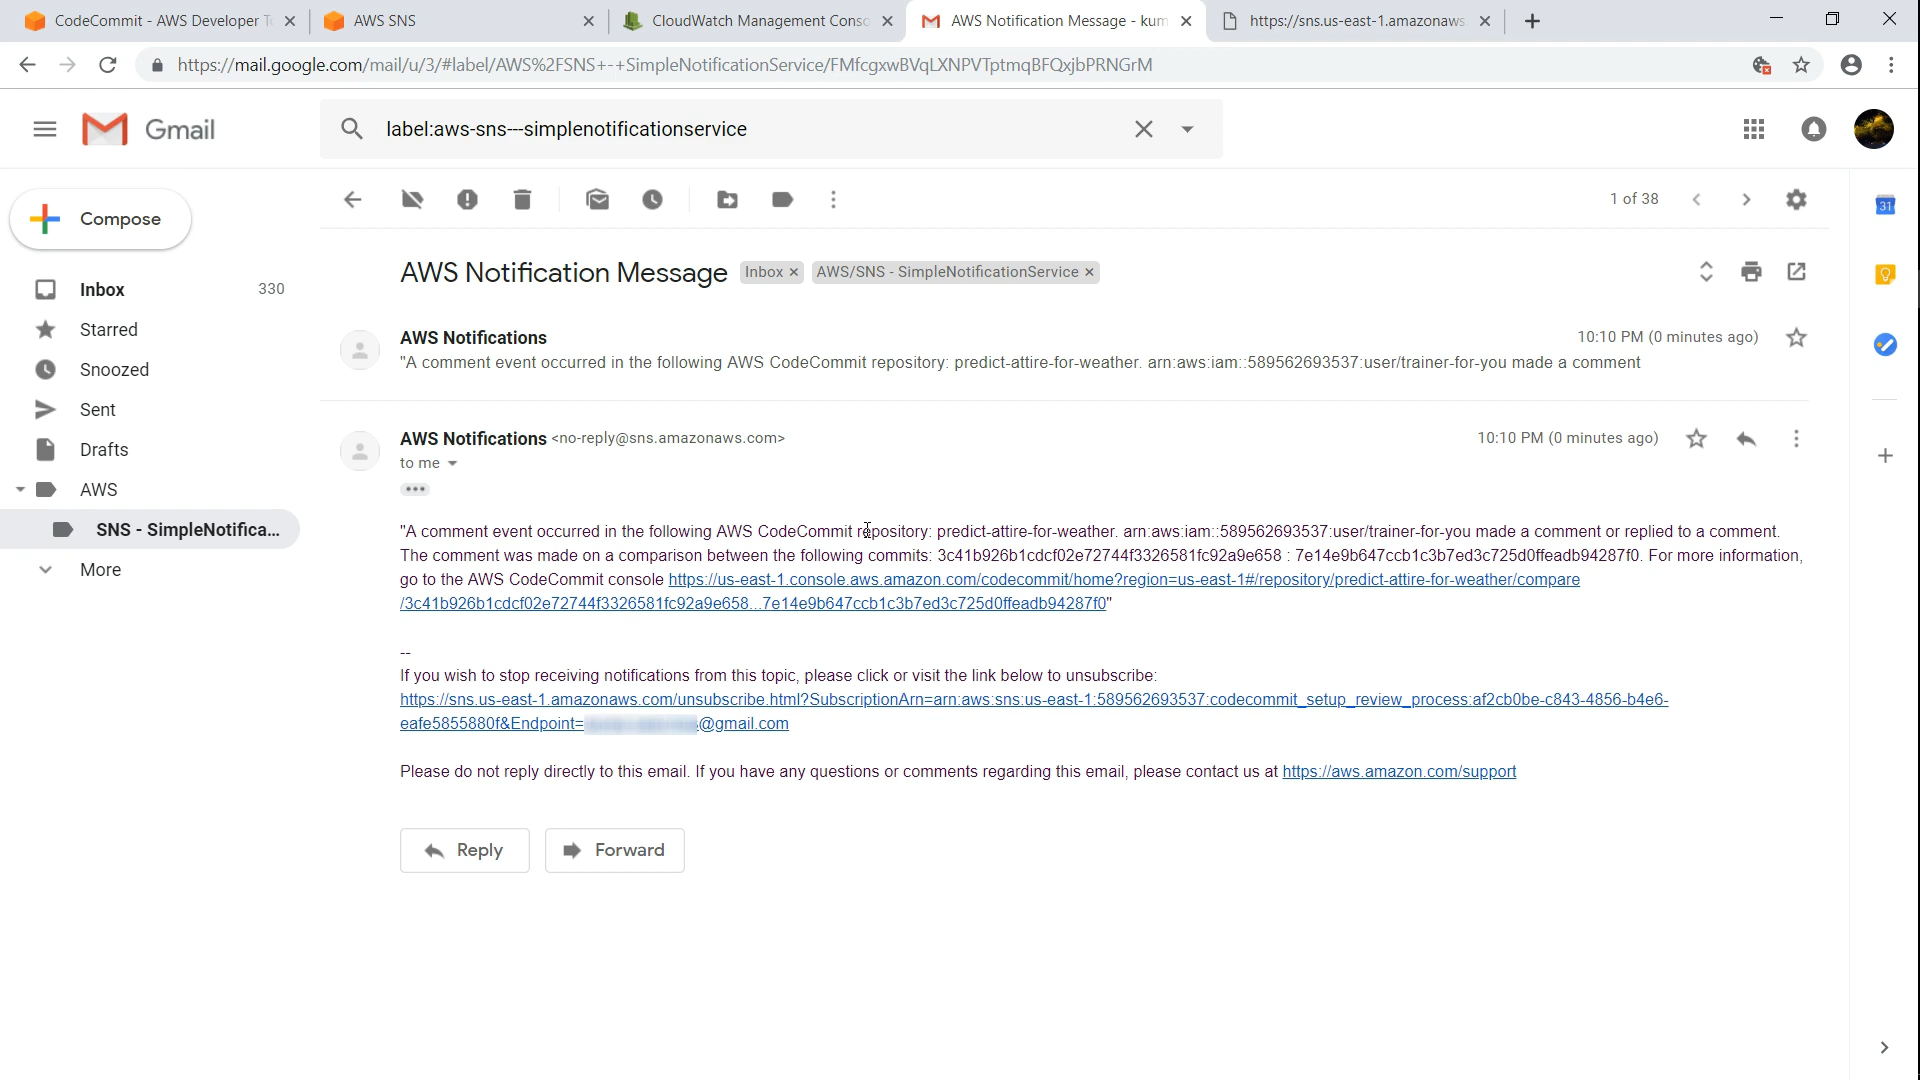 CodeCommit - AWS Developer T
AWS SNS
CloudWatch Management Conso
AWS Notification Message - kum
https://sns.us-east-1.amazonaws.
https://mail.google.com/mail/u/3/#label/AWS%2FSNS+-+SimpleNotificationService/FMfcgxwBVqLXNPVTptmqBFQxjbPRNGrM
Gmail
label:aws-sns---simplenotificationservice
Compose
1 of 38
31
AWS Notification Message
Inbox
AWS/SNS - SimpleNotificationService
Inbox 330
Starred
Snoozed
Sent
Drafts
AWS
SNS - SimpleNotifica...
More
AWS Notifications
10:10 PM (0 minutes ago)
"A comment event occurred in the following AWS CodeCommit repository: predict-attire-for-weather. arn:aws:iam::589562693537:user/trainer-for-you made a comment
AWS Notifications <no-reply@sns.amazonaws.com>
10:10 PM (0 minutes ago)
to me
"A comment event occurred in the following AWS CodeCommit repository: predict-attire-for-weather. arn:aws:iam::589562693537:user/trainer-for-you made a comment or replied to a comment.
The comment was made on a comparison between the following commits: 3c41b926b1cdcf02e72744f3326581fc92a9e658 : 7e14e9b647ccb1c3b7ed3c725d0ffeadb94287f0. For more information,
go to the AWS CodeCommit console https://us-east-1.console.aws.amazon.com/codecommit/home?region=us-east-1#/repository/predict-attire-for-weather/compare
/3c41b926b1cdcf02e72744f3326581fc92a9e658...7e14e9b647ccb1c3b7ed3c725d0ffeadb94287f0"
--
If you wish to stop receiving notifications from this topic, please click or visit the link below to unsubscribe:
https://sns.us-east-1.amazonaws.com/unsubscribe.html?SubscriptionArn=arn:aws:sns:us-east-1:589562693537:codecommit_setup_review_process:af2cb0be-c843-4856-b4e6-
eafe5855880f&Endpoint= @gmail.com
Please do not reply directly to this email. If you have any questions or comments regarding this email, please contact us at https://aws.amazon.com/support
Reply
Forward